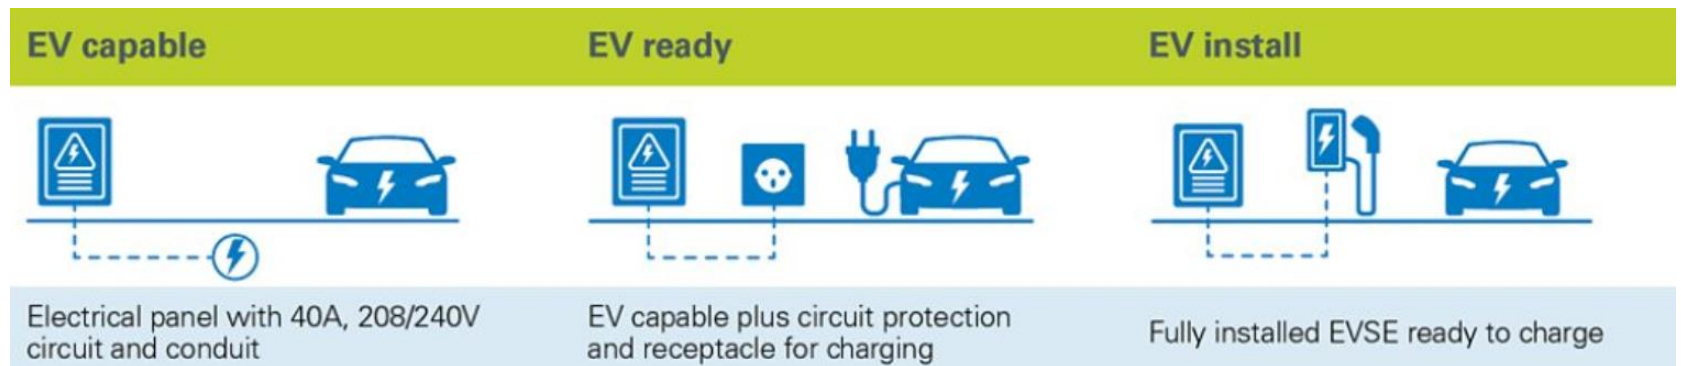 EV capable
EV ready
EV install
Electrical panel with 40A, 208/240V
circuit and conduit
EV capable plus circuit protection
and receptacle for charging
Fully installed EVSE ready to charge